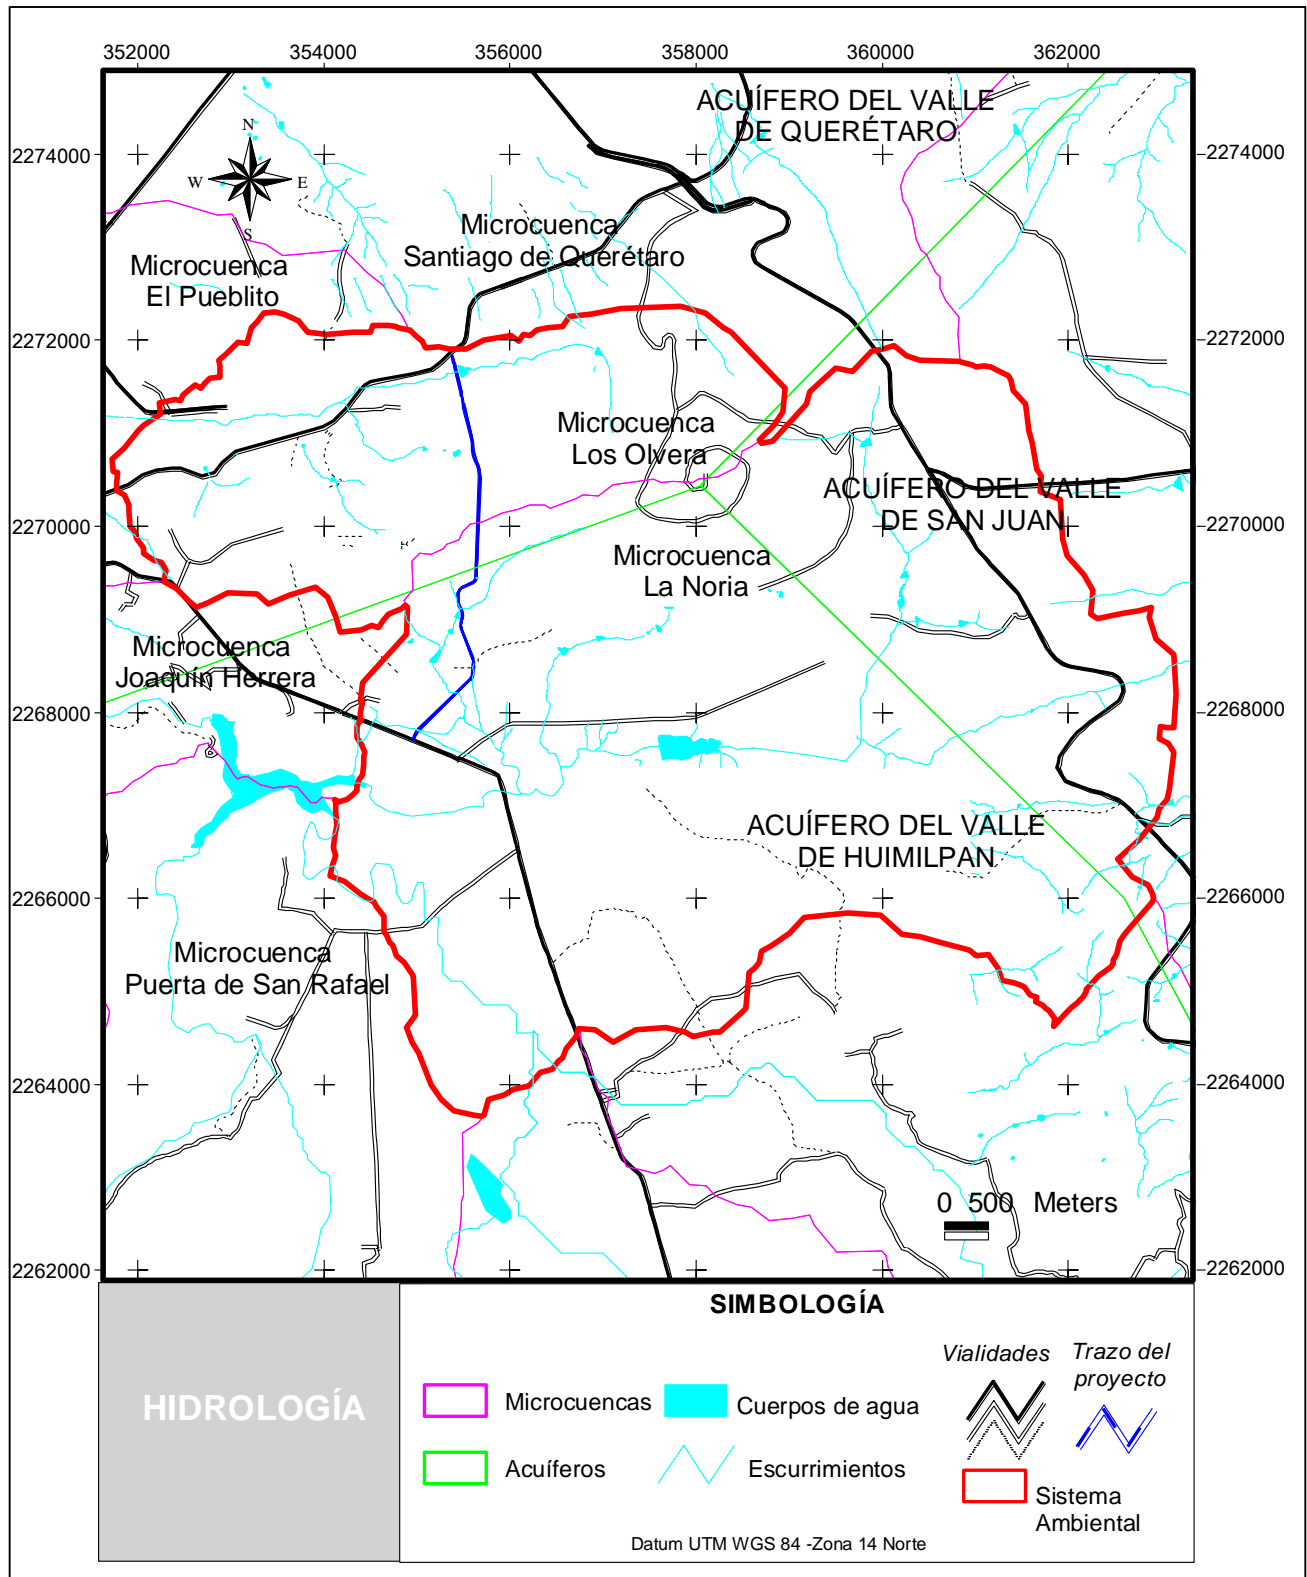 352000 354000 356000 358000 360000 362000
ACUÍFERO DEL VALLE
DE QUERÉTARO
2274000
2274000
N
W
E
S
Microcuenca
Santiago de Querétaro
Microcuenca
El Pueblito
2272000
2272000
Microcuenca
Los Olvera
ACUÍFERO DEL VALLE
DE SAN JUAN
2270000
2270000
Microcuenca
La Noria
Microcuenca
Joaquín Herrera
2268000
2268000
ACUÍFERO DEL VALLE
DE HUIMILPAN
2266000
2266000
Microcuenca
Puerta de San Rafael
2264000
2264000
0 500 Meters
2262000
2262000
SIMBOLOGÍA
HIDROLOGÍA
Microcuencas
Acuíferos
Cuerpos de agua
Escurrimientos
Vialidades
Trazo del
proyecto
Sistema
Ambiental
Datum UTM WGS 84 -Zona 14 Norte